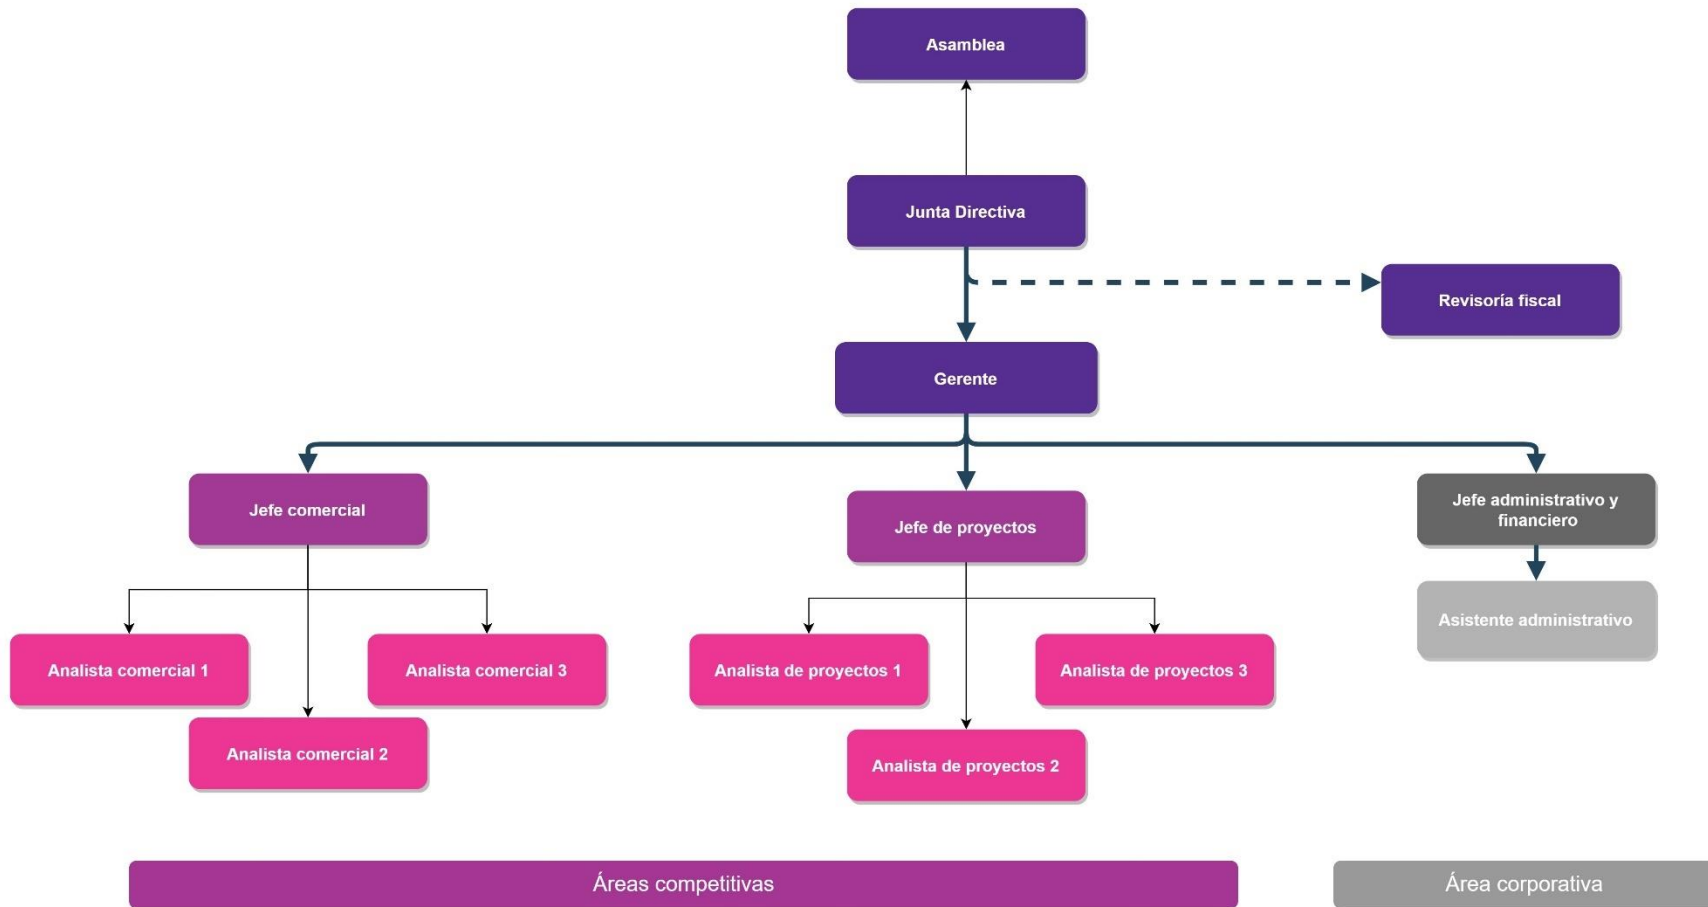 Asamblea
Junta Directiva
Revisoría fiscal
Gerente
Jefe comercial
Jefe de proyectos
Jefe administrativo y
financiero
Analista comercial 1
Analista comercial 3
Analista comercial 2
Analista de proyectos 1
Analista de proyectos 3
Analista de proyectos 2
Asistente administrativo
Áreas competitivas
Área corporativa